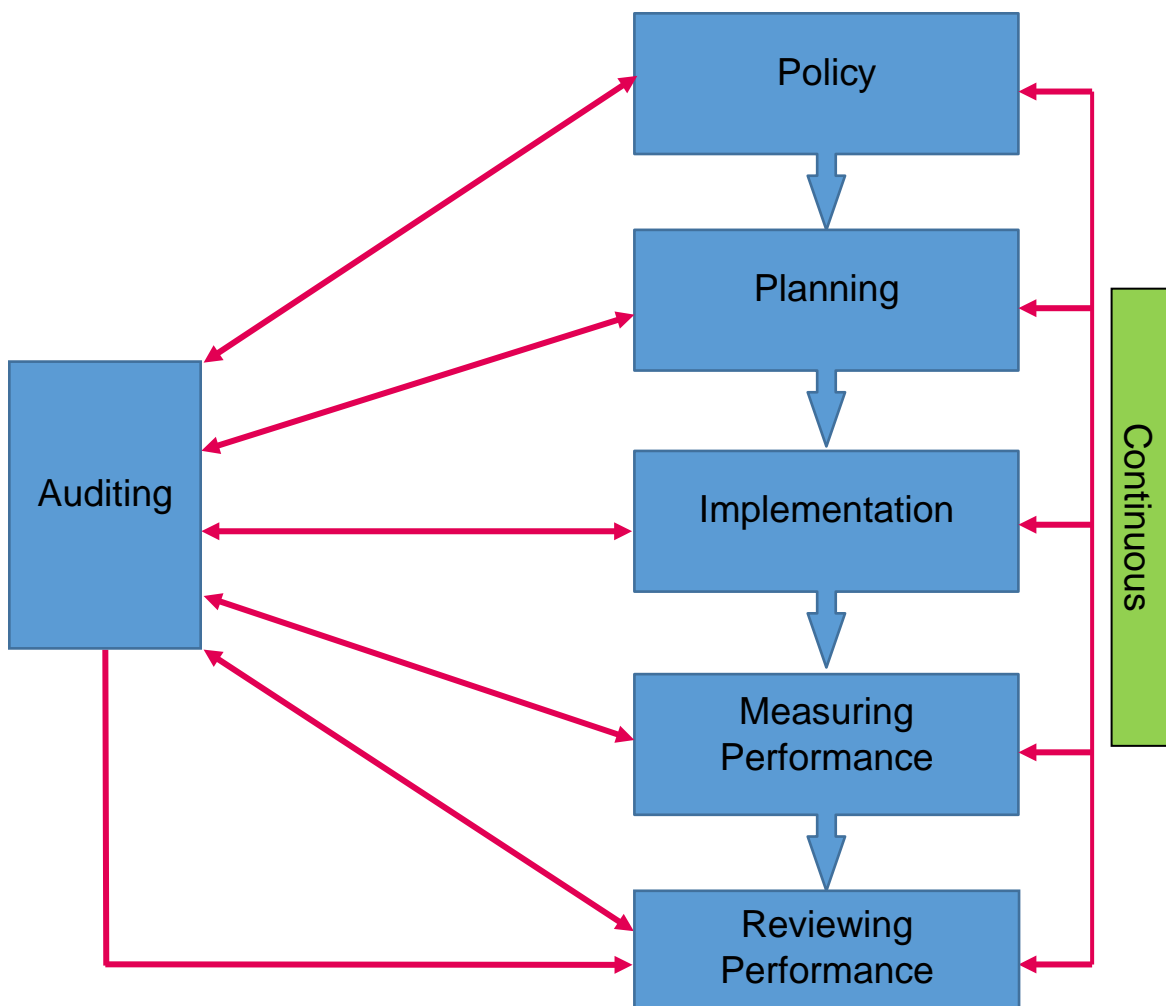 Policy
Planning
Auditing
Implementation
Continuous
Measuring
Performance
Reviewing
Performance